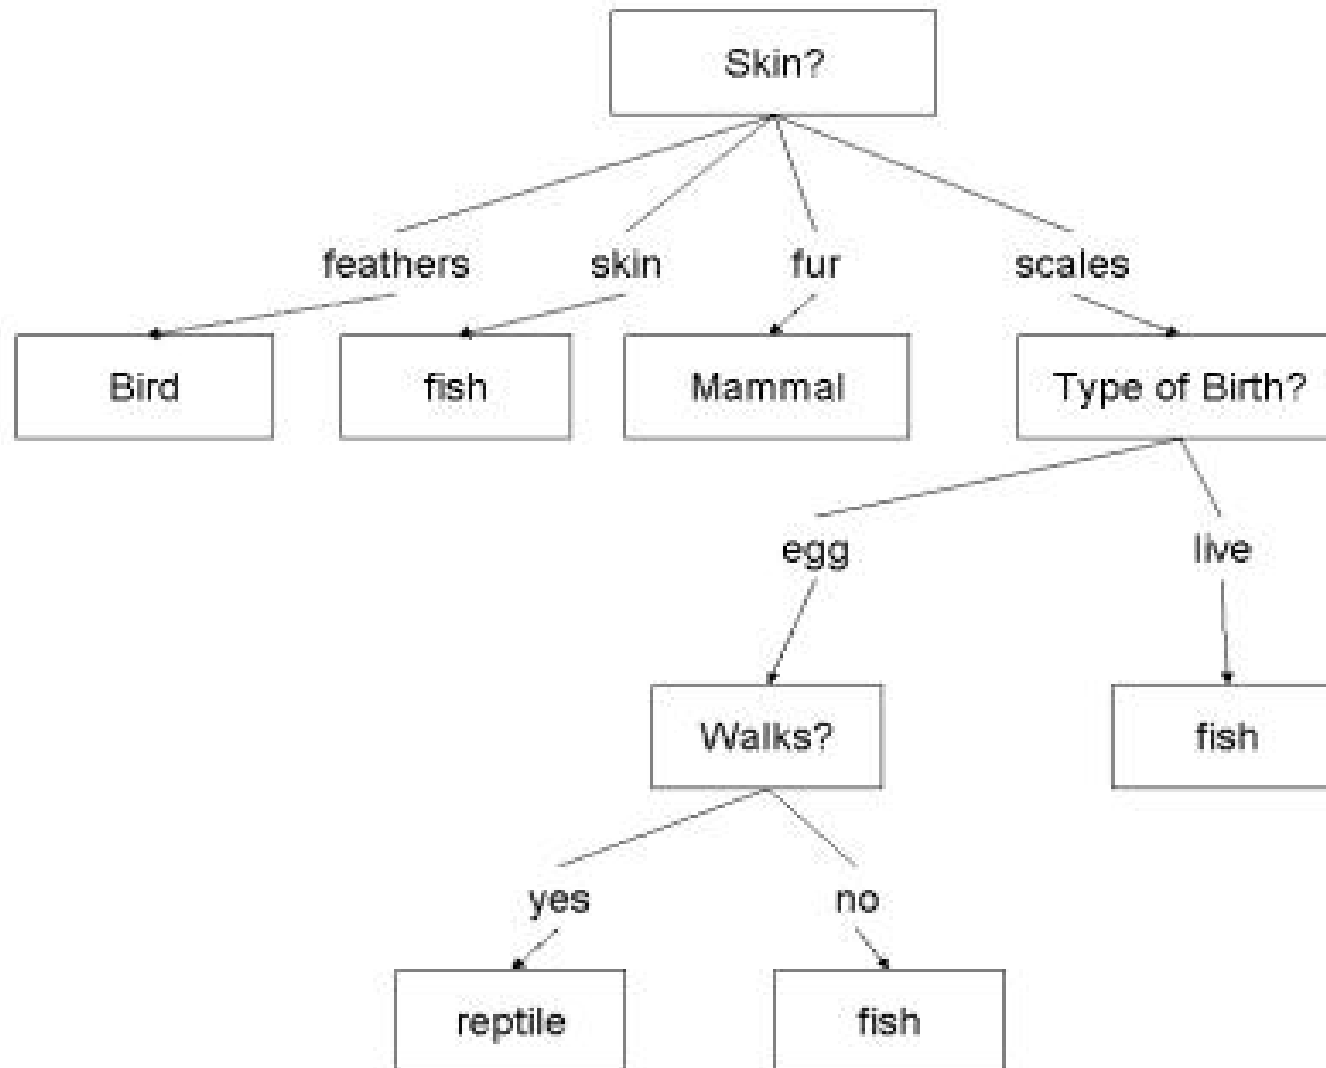 Skin?
feathers
skin
fur
scales
Bird
fish
Mammal
Type of Birth?
egg
live
Walks?
fish
yes
no
reptile
fish